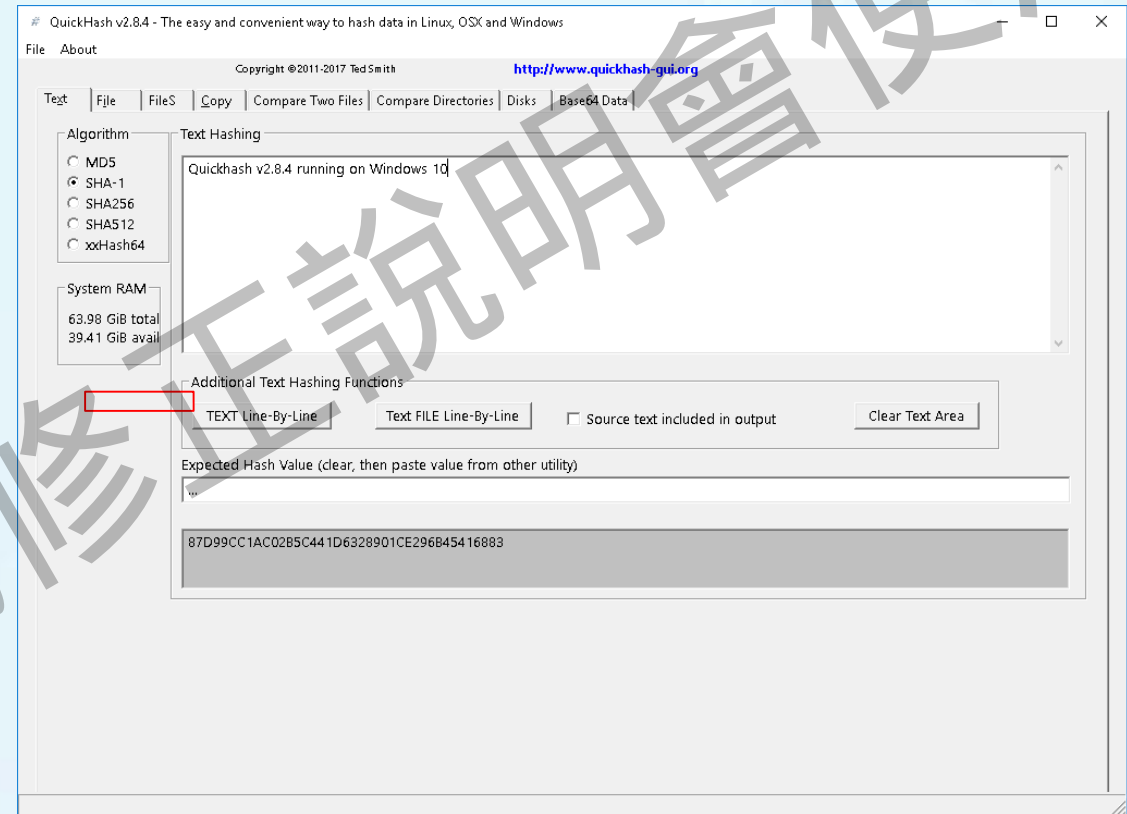 QuickHash v2.8.4 - The easy and convenient way to hash data in Linux, OSX and Windows
File About
Copyright ©2011-2017 Ted Smith http://www.quickhash-gui.org
Text File FileS Copy Compare Two Files Compare Directories Disks Base64 Data
Algorithm
MD5
SHA-1
SHA256
SHA512
xxHash64
System RAM
63.98 GiB total
39.41 GiB avail
Text Hashing
Quickhash v2.8.4 running on Windows 10
Additional Text Hashing Functions
TEXT Line-By-Line Text FILE Line-By-Line Source text included in output Clear Text Area
Expected Hash Value (clear, then paste value from other utility)
...
87D99CC1AC02B5C441D6328901CE296B45416883
修正說明會使